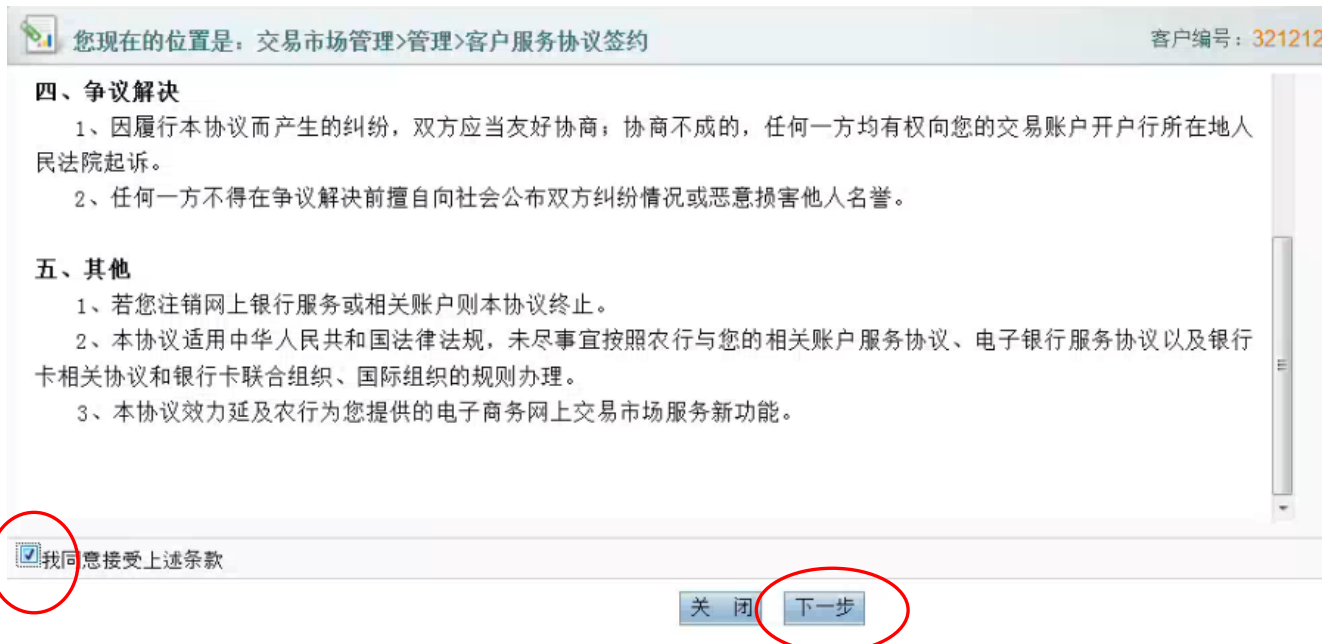 您现在的位置是：交易市场管理>管理>客户服务协议签约 客户编号：321212
四、争议解决
1、因履行本协议而产生的纠纷，双方应当友好协商；协商不成的，任何一方均有权向您的交易账户开户行所在地人
民法院起诉。
2、任何一方不得在争议解决前擅自向社会公布双方纠纷情况或恶意损害他人名誉。
五、其他
1、若您注销网上银行服务或相关账户则本协议终止。
2、本协议适用中华人民共和国法律法规，未尽事宜按照农行与您的相关账户服务协议、电子银行服务协议以及银行
卡相关协议和银行卡联合组织、国际组织的规则办理。
3、本协议效力延及农行为您提供的电子商务网上交易市场服务新功能。
我同意接受上述条款
关 闭 下一步